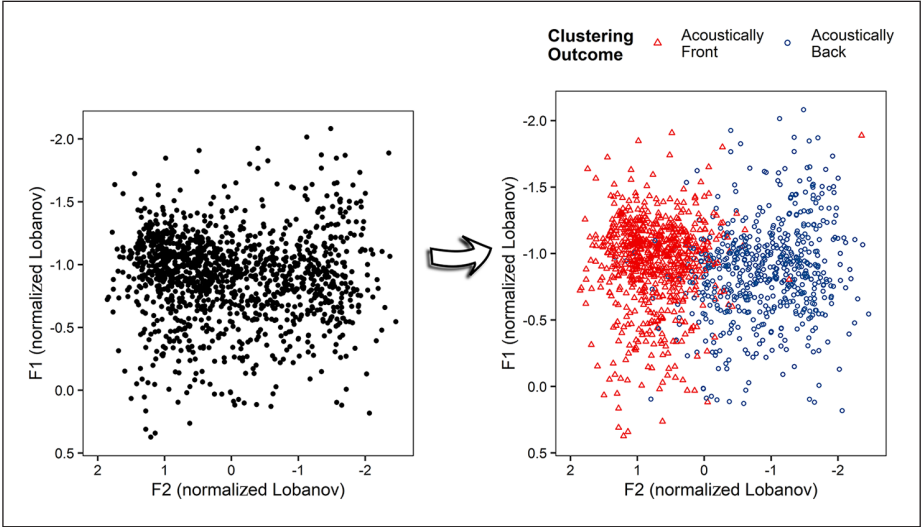 Clustering
Outcome
Acoustically
Front
Acoustically
Back
F1 (normalized Lobanov)
-2.0
-1.5
-1.0
-0.5
0.0
0.5
2 1 0 -1 -2
F2 (normalized Lobanov)
F1 (normalized Lobanov)
-2.0
-1.5
-1.0
-0.5
0.0
0.5
2 1 0 -1 -2
F2 (normalized Lobanov)